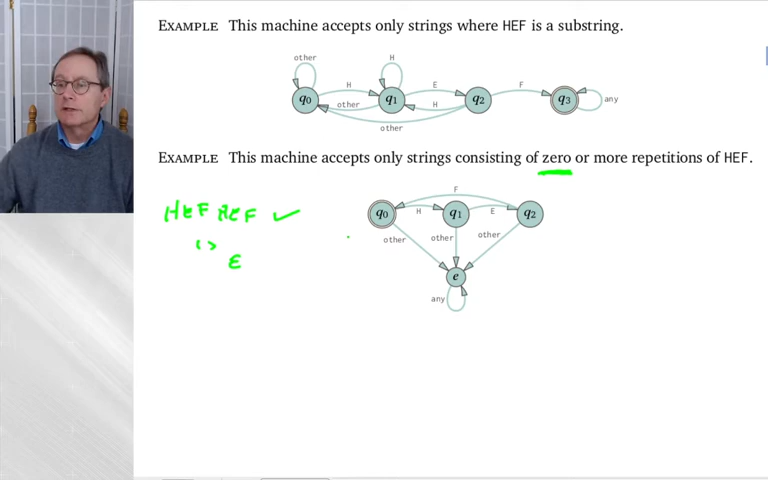 EXAMPLE This machine accepts only strings where HEF is a substring.
other
H
H
E
F
q0
q1
q2
q3
any
other
H
other
EXAMPLE This machine accepts only strings consisting of zero or more repetitions of HEF.
F
HEF HEF ✓
q0
H
q1
E
q2
other
other
other
ε
e
any